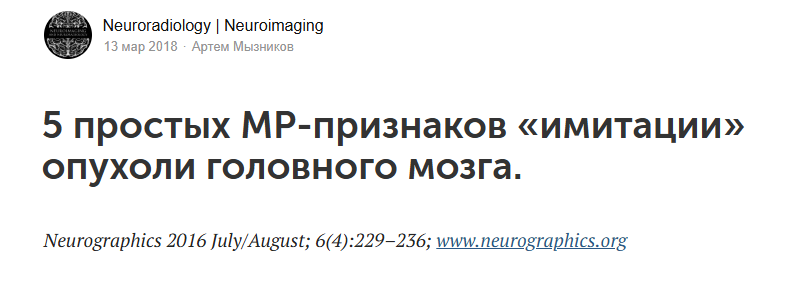 Neuroradiology | Neuroimaging
13 мар 2018 · Артем Мызников
5 простых МР-признаков «имитации»
опухоли головного мозга.
Neurographics 2016 July/August; 6(4):229–236; www.neurographics.org